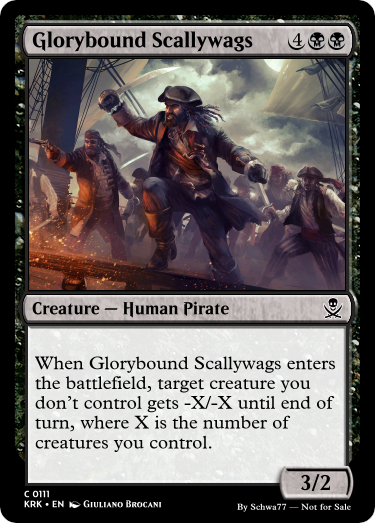 Glorybound Scallywags 4
Creature — Human Pirate
When Glorybound Scallywags enters
the battlefield, target creature you
don't control gets -X/-X until end of
turn, where X is the number of
creatures you control.
3/2
C 0111
KRK • EN Giuliano Brocani
By Schwa77 — Not for Sale